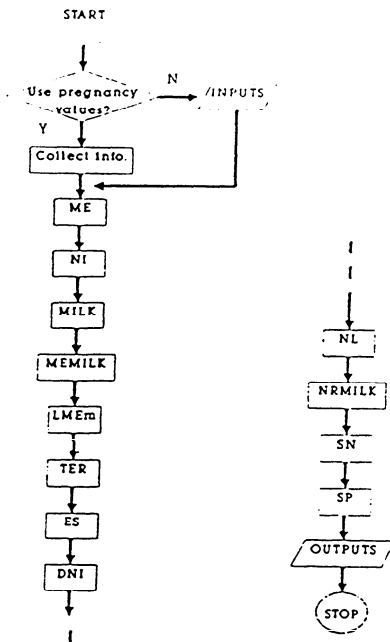 START
Use pregnancy
values?
N
/INPUTS
Y
Collect info.
ME
NI
MILK
MEMILK
LMEm
TER
ES
DNI
NL
NRMILK
SN
SP
OUTPUTS
STOP